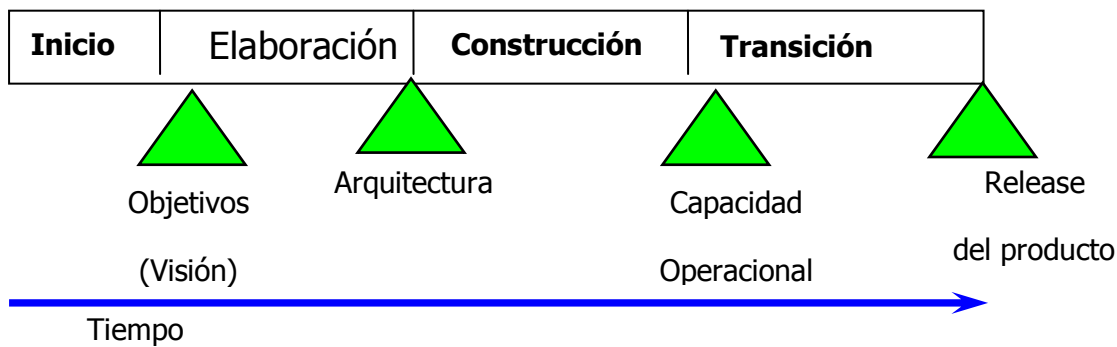 Inicio
Elaboración
Construcción
Transición
Objetivos
(Visión)
Arquitectura
Capacidad
Operacional
Release
del producto
Tiempo